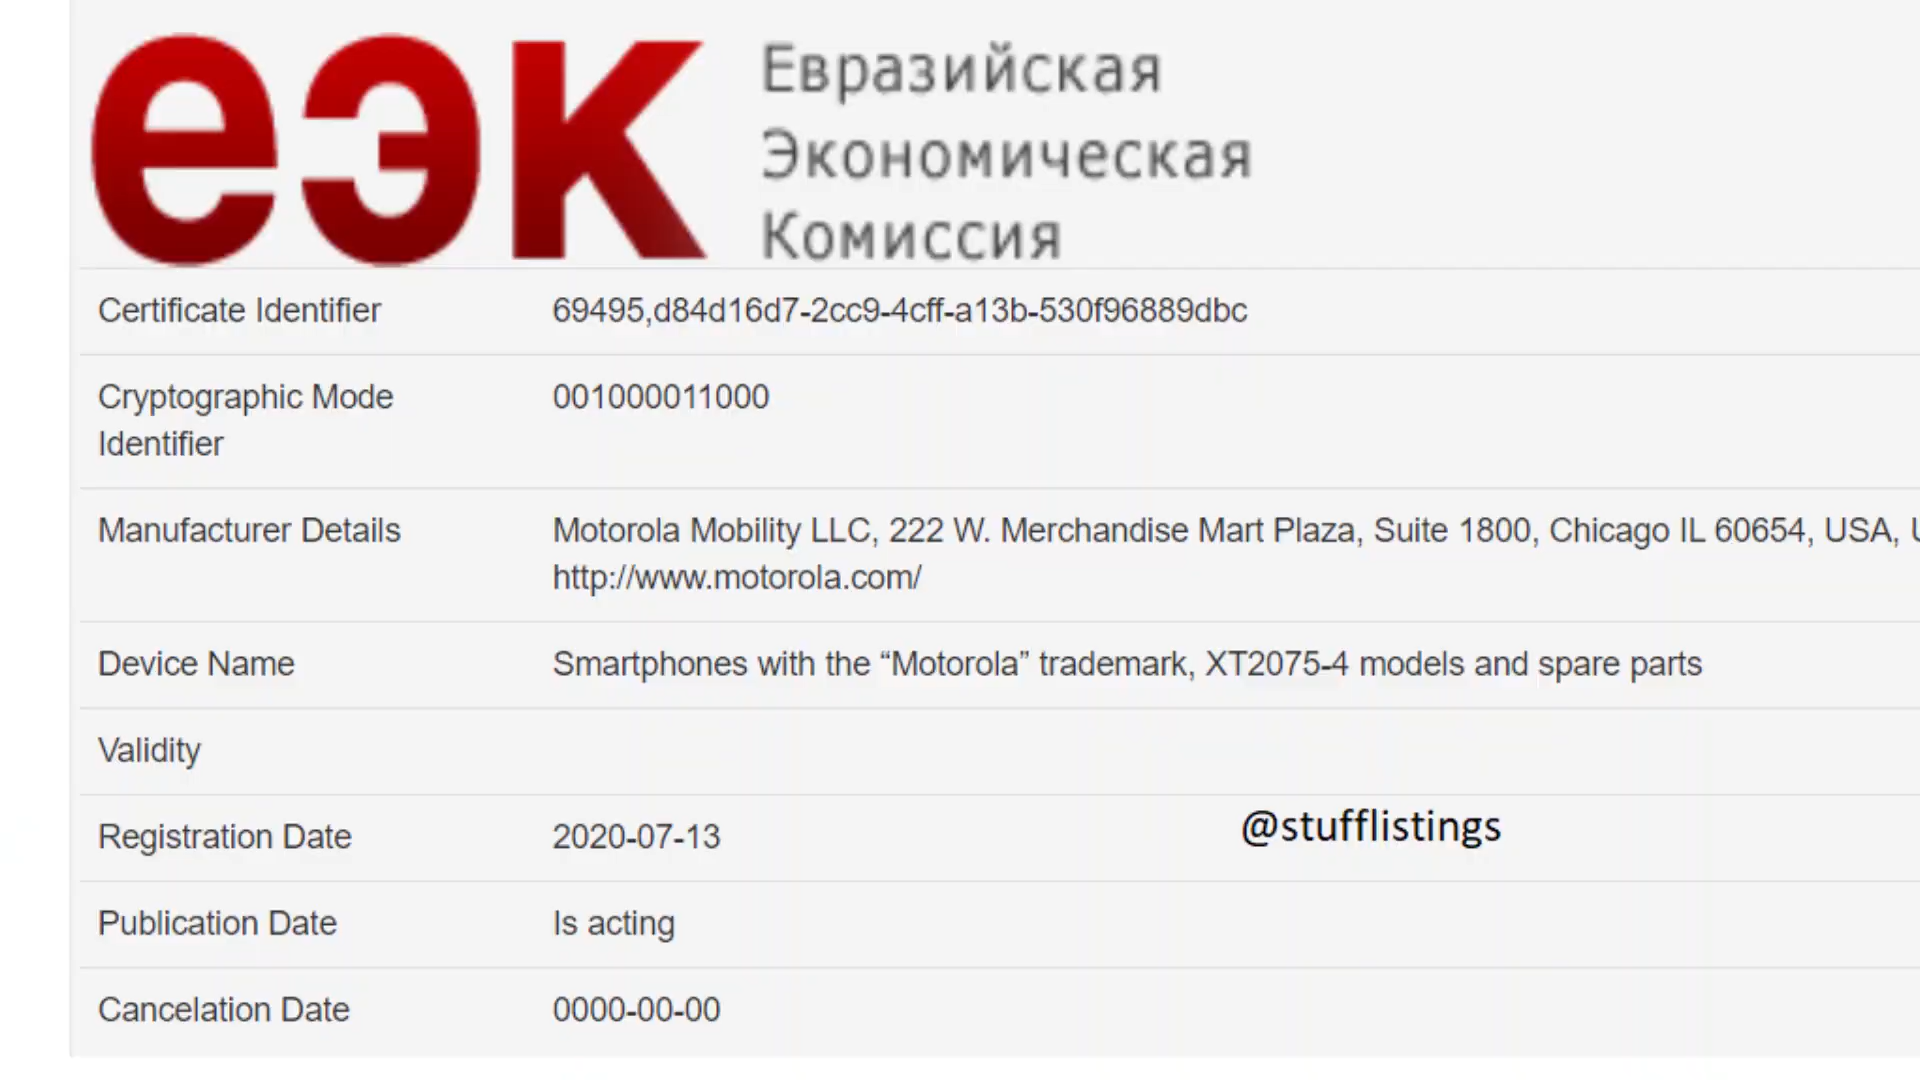 еэк
Евразийская
Экономическая
Комиссия
Certificate Identifier 69495,d84d16d7-2cc9-4cff-a13b-530f96889dbc
Cryptographic Mode 001000011000
Identifier
Manufacturer Details Motorola Mobility LLC, 222 W. Merchandise Mart Plaza, Suite 1800, Chicago IL 60654, USA,
http://www.motorola.com/
Device Name Smartphones with the “Motorola” trademark, XT2075-4 models and spare parts
Validity
Registration Date 2020-07-13 @stufflistings
Publication Date Is acting
Cancelation Date 0000-00-00